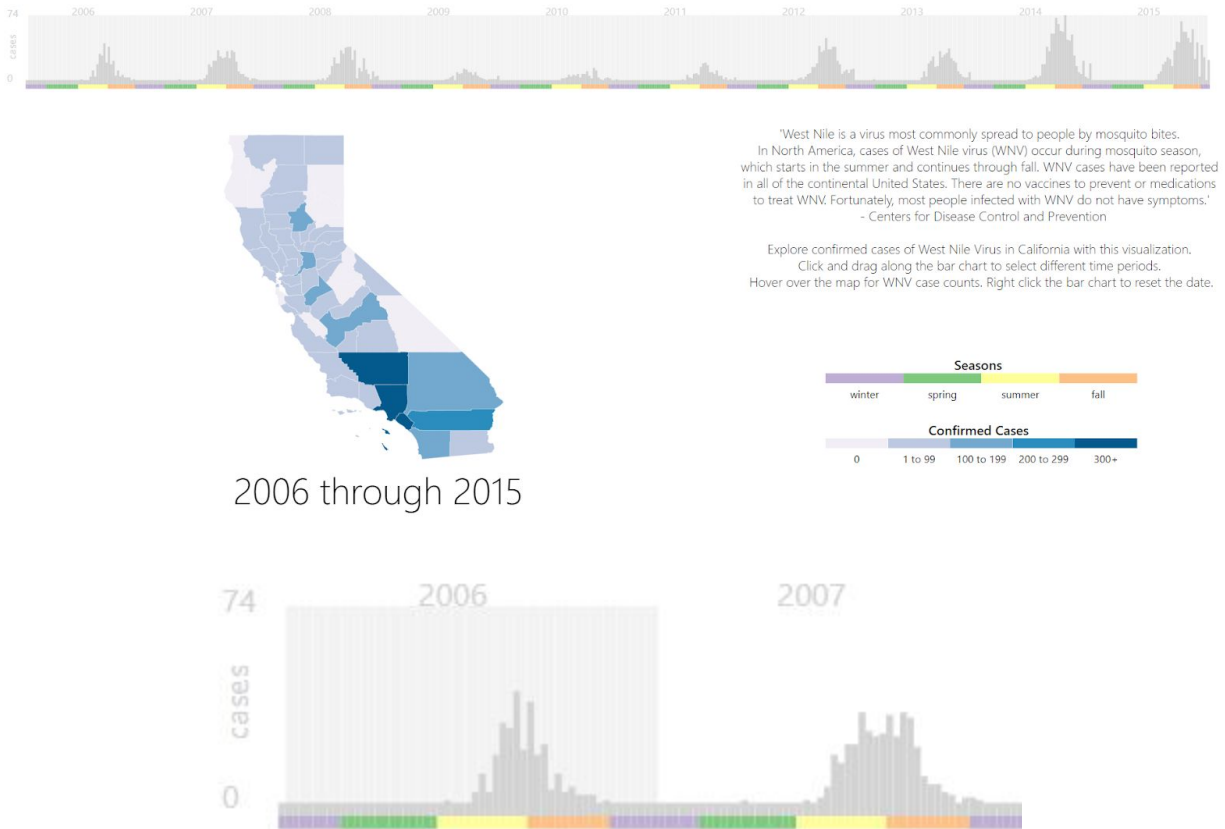 74
2006 2007 2008 2009 2010 2011 2012 2013 2014 2015
cases
0
'West Nile is a virus most commonly spread to people by mosquito bites.
In North America, cases of West Nile virus (WNV) occur during mosquito season,
which starts in the summer and continues through fall. WNV cases have been reported
in all of the continental United States. There are no vaccines to prevent or medications
to treat WNV. Fortunately, most people infected with WNV do not have symptoms.'
- Centers for Disease Control and Prevention
Explore confirmed cases of West Nile Virus in California with this visualization.
Click and drag along the bar chart to select different time periods.
Hover over the map for WNV case counts. Right click the bar chart to reset the date.
Seasons
winter spring summer fall
Confirmed Cases
0 1 to 99 100 to 199 200 to 299 300+
2006 through 2015
74 2006 2007
cases
0